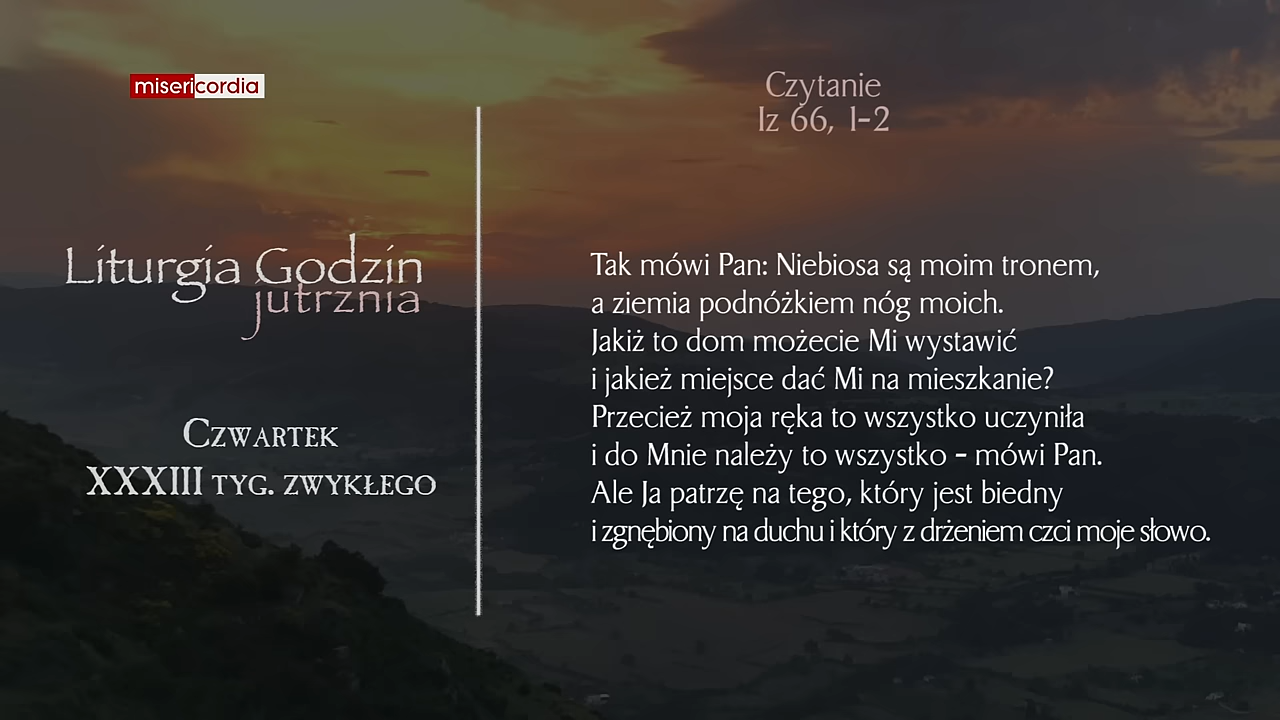 misericordia
Liturgia Godzin
jutrznia
Czwartek
XXXIII tyg. zwykłego
Czytanie
Iz 66, 1-2
Tak mówi Pan: Niebiosa są moim tronem,
a ziemia podnóżkiem nóg moich.
Jakiż to dom możecie Mi wystawić
i jakież miejsce dać Mi na mieszkanie?
Przecież moja ręka to wszystko uczyniła
i do Mnie należy to wszystko – mówi Pan.
Ale Ja patrzę na tego, który jest biedny
i zgnębiony na duchu i który z drżeniem czci moje słowo.